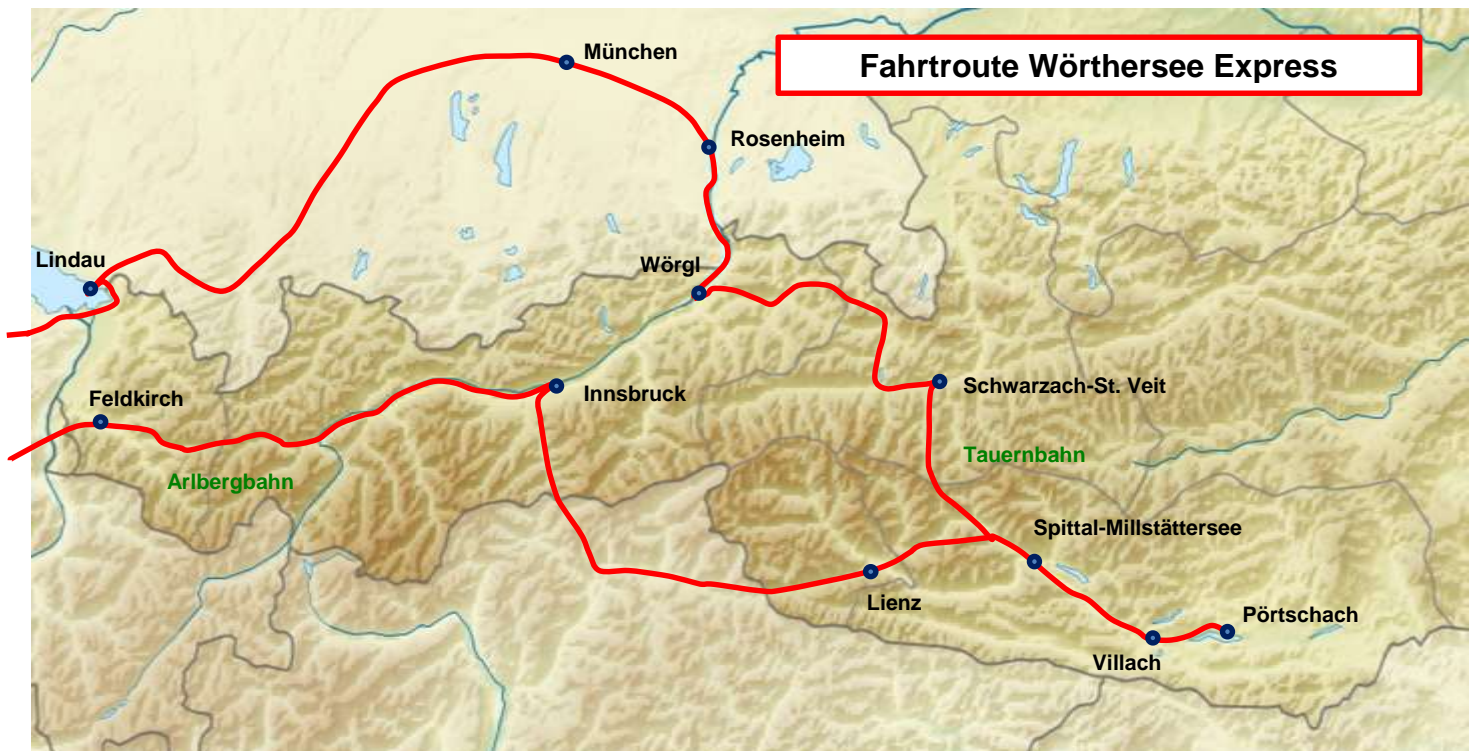 München
Fahrtroute Wörthersee Express
Rosenheim
Lindau
Wörgl
Innsbruck
Schwarzach-St. Veit
Feldkirch
Tauernbahn
Arlbergbahn
Spittal-Millstättersee
Lienz
Pörtschach
Villach